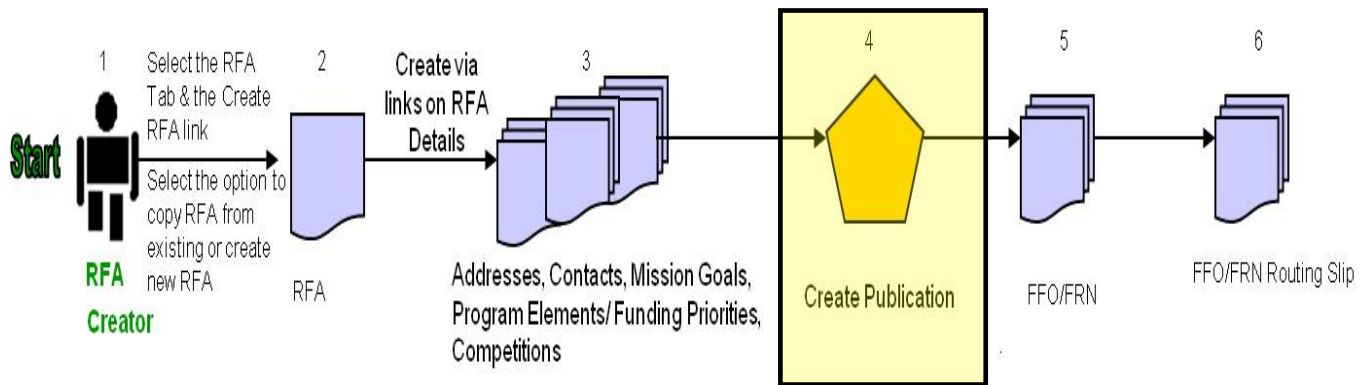 Start
1
RFA
Creator
Select the RFA
Tab & the Create
RFA link
Select the option to
copy RFA from
existing or create
new RFA
2
RFA
Create via
links on RFA
Details
3
Addresses, Contacts, Mission Goals,
Program Elements/ Funding Priorities,
Competitions
4
Create Publication
5
FFO/FRN
6
FFO/FRN Routing Slip